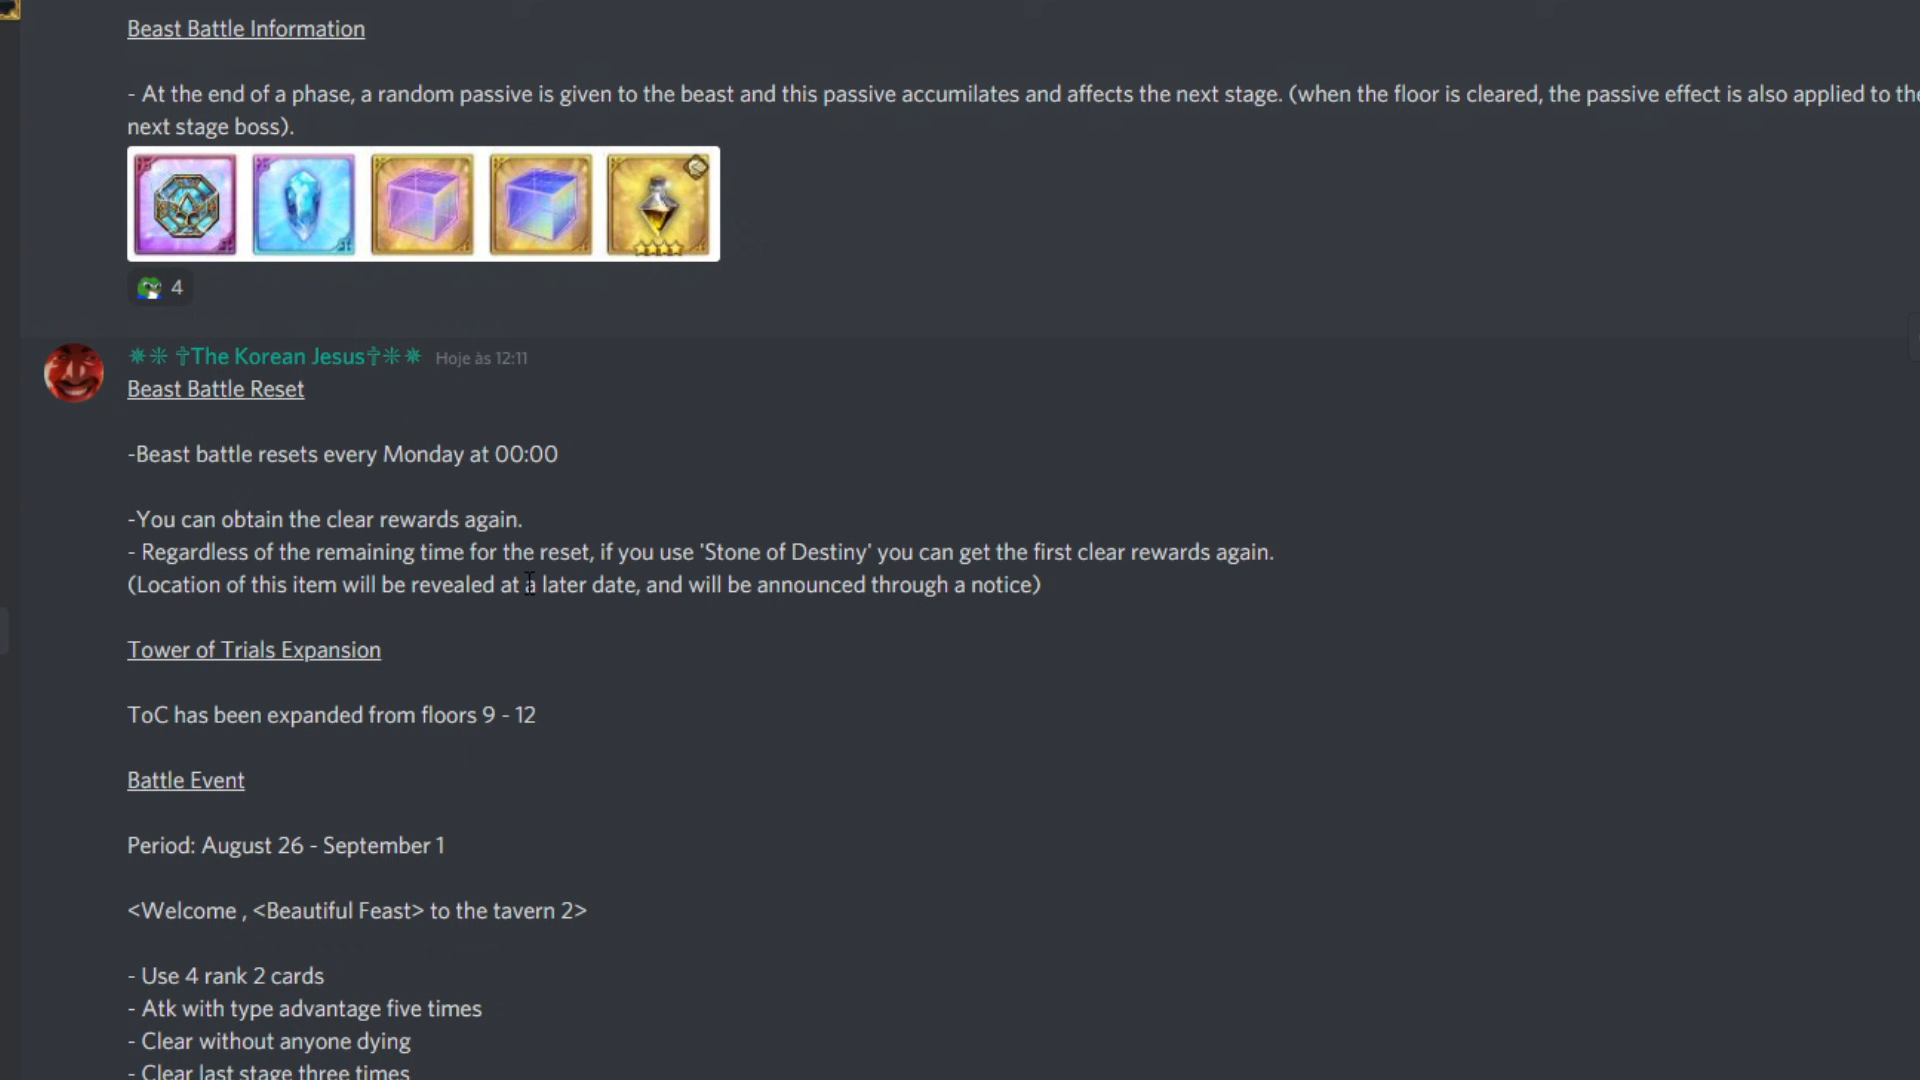 Beast Battle Information
- At the end of a phase, a random passive is given to the beast and this passive accumilates and affects the next stage. (when the floor is cleared, the passive effect is also applied to the
next stage boss).
4
✷❊ ✞The Korean Jesus✞❊✷ Hoje às 12:11
Beast Battle Reset
-Beast battle resets every Monday at 00:00
-You can obtain the clear rewards again.
- Regardless of the remaining time for the reset, if you use 'Stone of Destiny' you can get the first clear rewards again.
(Location of this item will be revealed at a later date, and will be announced through a notice)
Tower of Trials Expansion
ToC has been expanded from floors 9 - 12
Battle Event
Period: August 26 - September 1
<Welcome , <Beautiful Feast> to the tavern 2>
- Use 4 rank 2 cards
- Atk with type advantage five times
- Clear without anyone dying
- Clear last stage three times